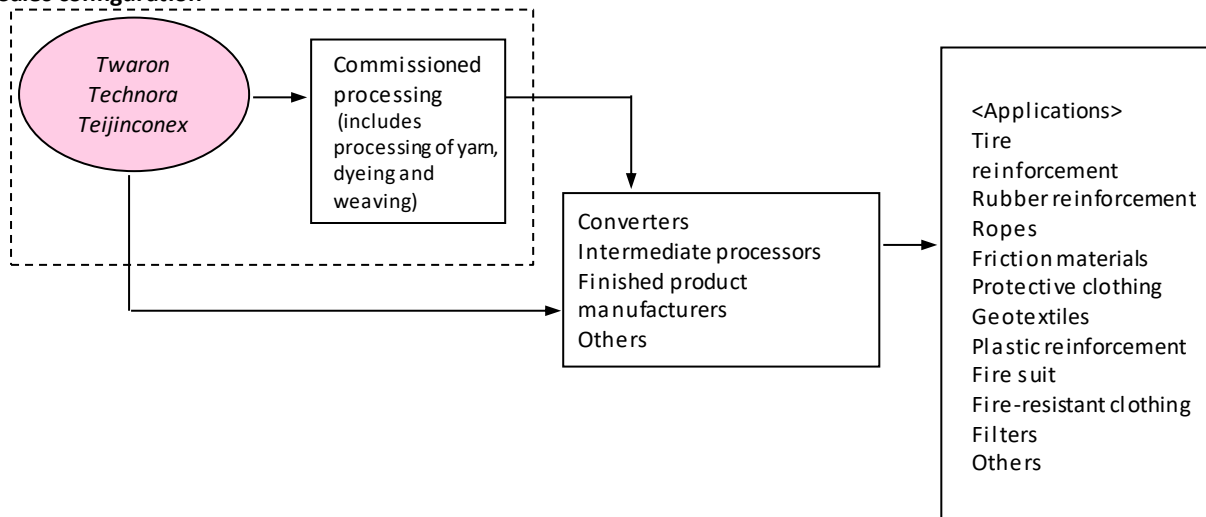 Twaron
Technora
Teijinconex
Commissioned
processing
(includes
processing of yarn,
dyeing and
weaving)
Converters
Intermediate processors
Finished product
manufacturers
Others
<Applications>
Tire
reinforcement
Rubber reinforcement
Ropes
Friction materials
Protective clothing
Geotextiles
Plastic reinforcement
Fire suit
Fire-resistant clothing
Filters
Others